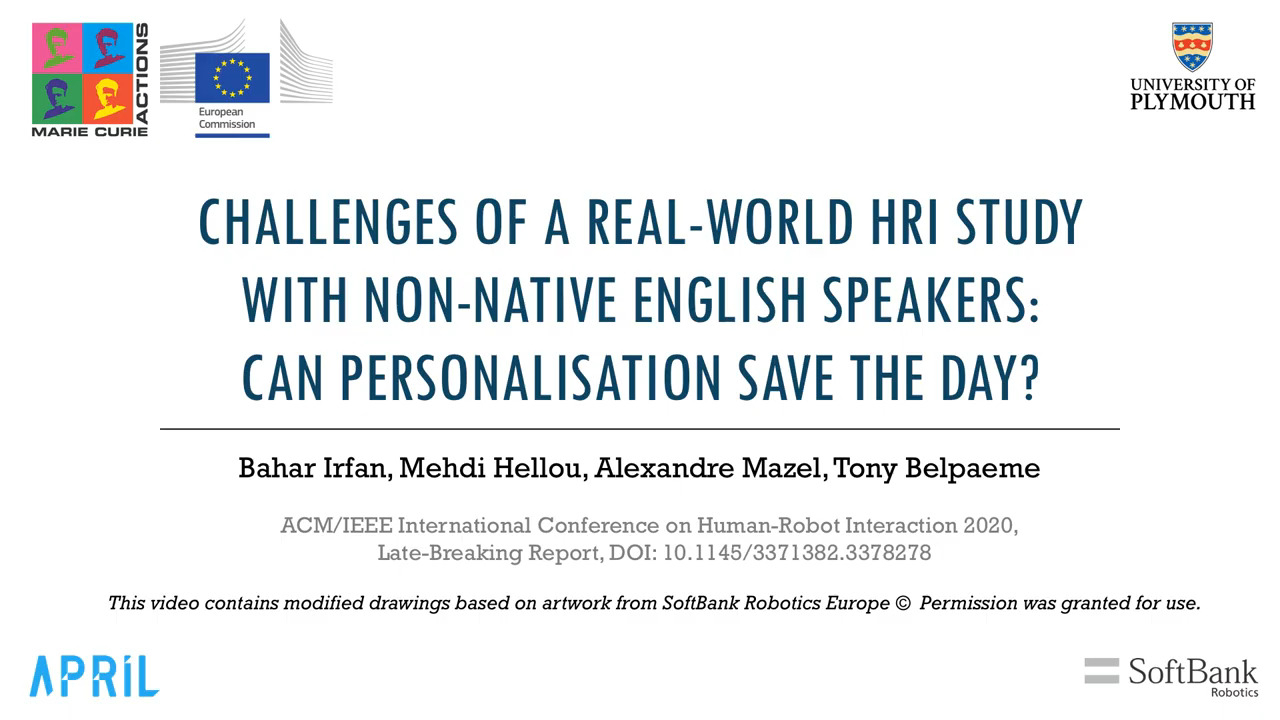 MARIE CURIE
ACTIONS
European
Commission
UNIVERSITY OF
PLYMOUTH
CHALLENGES OF A REAL-WORLD HRI STUDY
WITH NON-NATIVE ENGLISH SPEAKERS:
CAN PERSONALISATION SAVE THE DAY?
Bahar Irfan, Mehdi Hellou, Alexandre Mazel, Tony Belpaeme
ACM/IEEE International Conference on Human-Robot Interaction 2020,
Late-Breaking Report, DOI: 10.1145/3371382.3378278
This video contains modified drawings based on artwork from SoftBank Robotics Europe © Permission was granted for use.
APRIL
SoftBank
Robotics